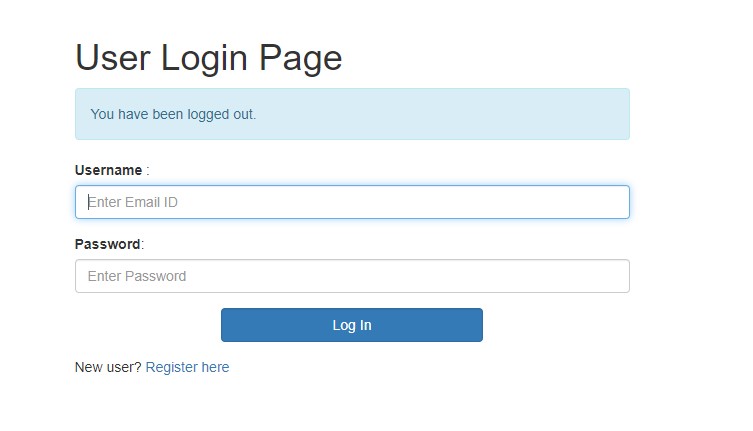 User Login Page
You have been logged out.
Username :
Enter Email ID
Password:
Enter Password
Log In
New user? Register here